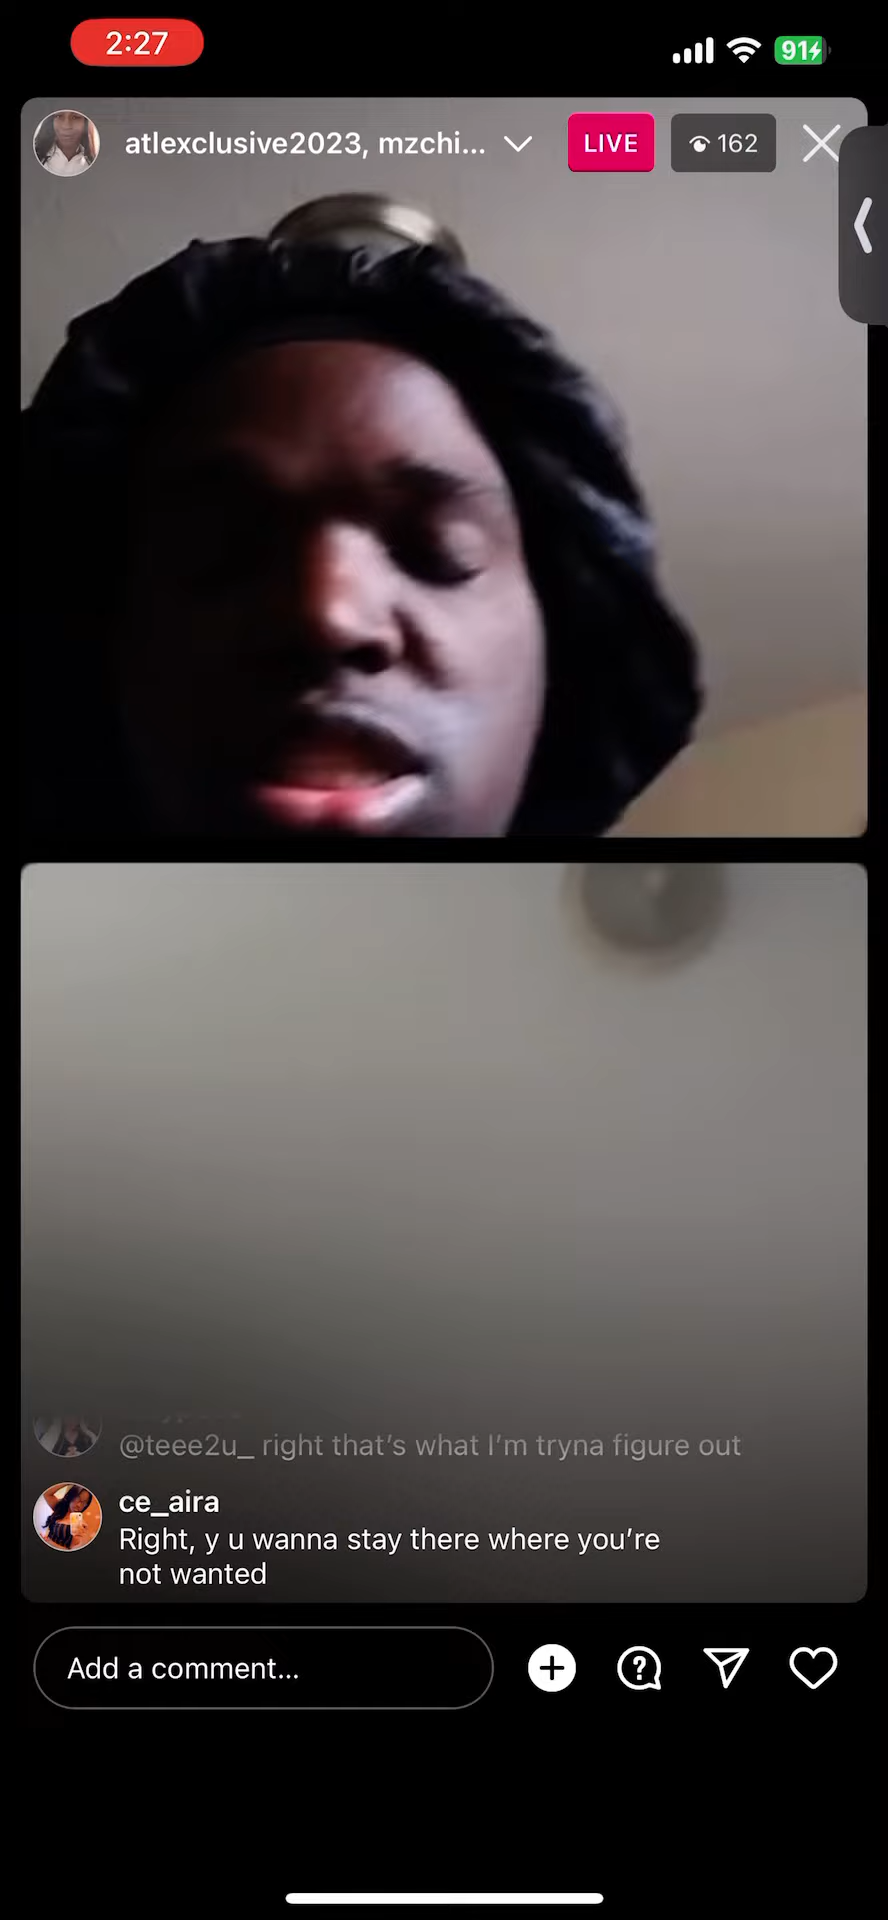 2:27
91
atlexclusive2023, mzchi...
LIVE
162
@teee2u_ right that's what I'm tryna figure out
ce_aira
Right, y u wanna stay there where you're
not wanted
Add a comment...